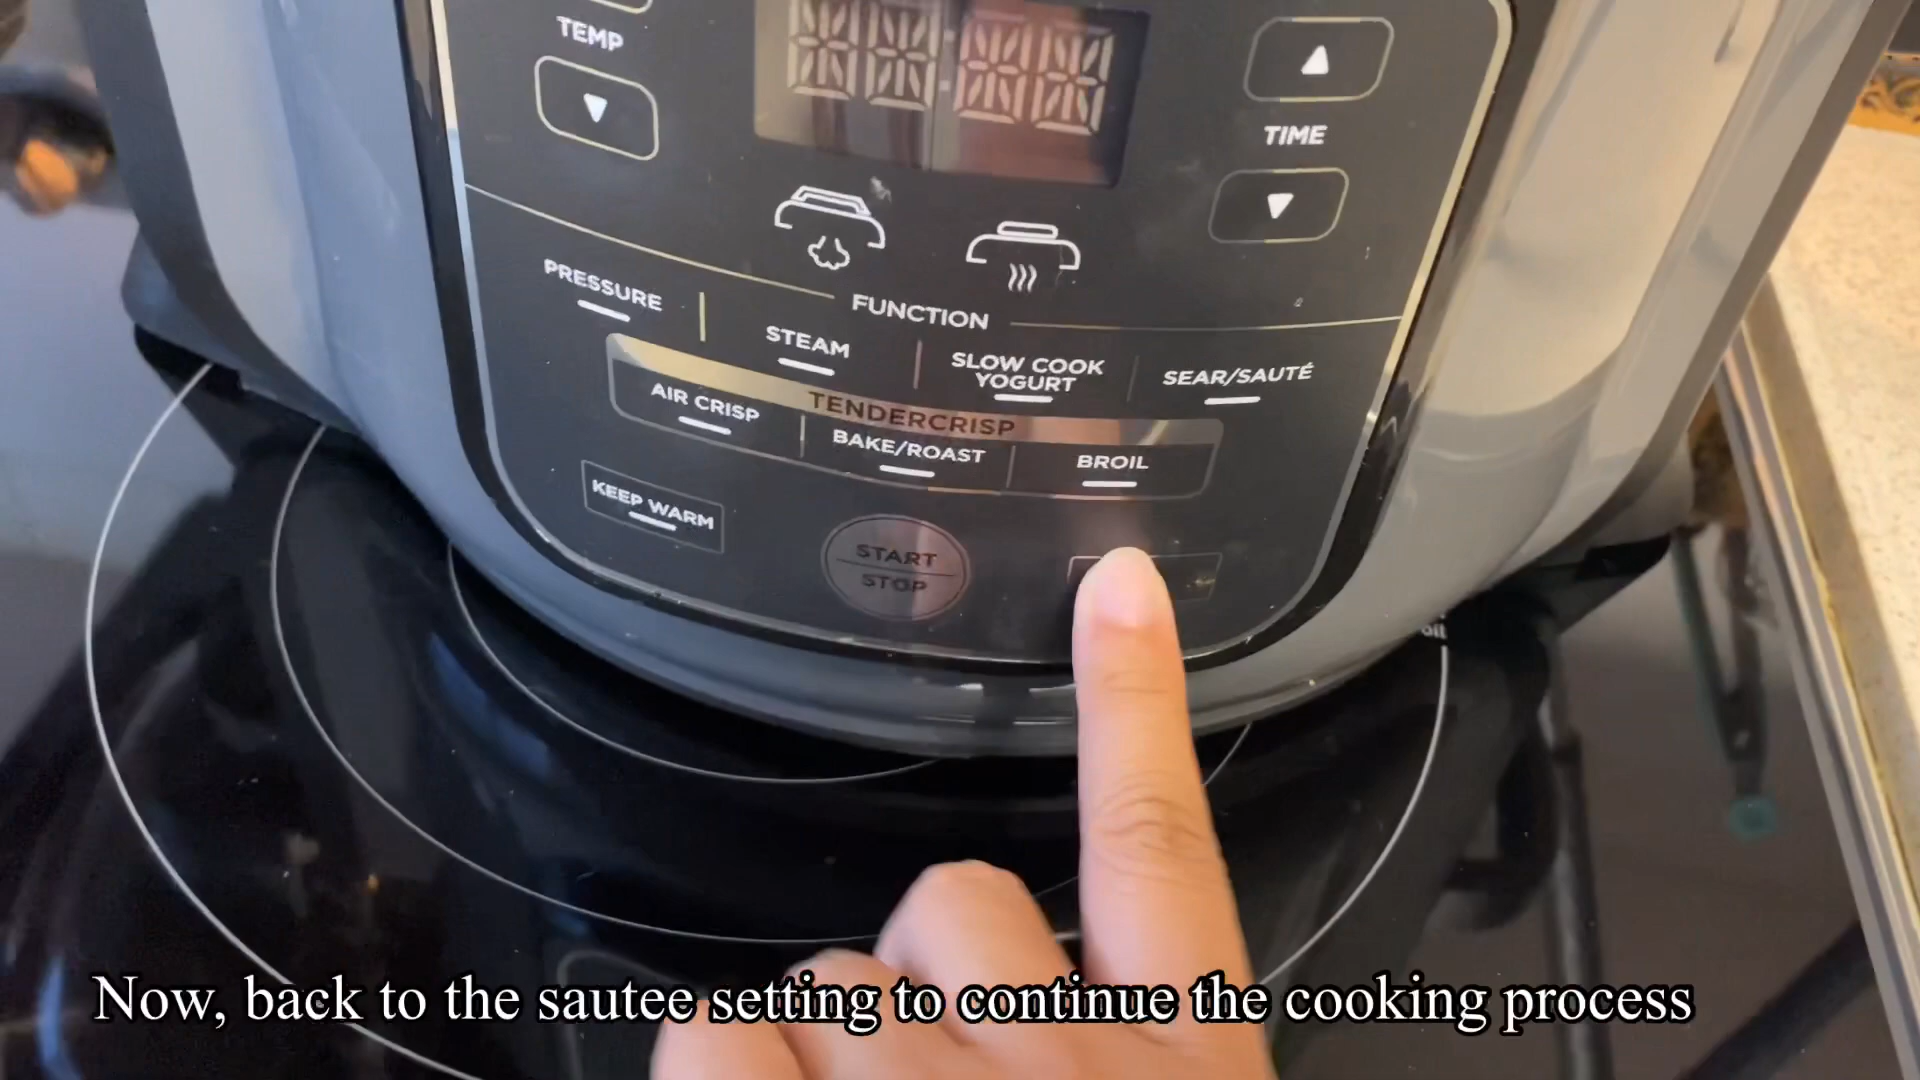 TEMP
TIME
FUNCTION
PRESSURE
STEAM
SLOW COOK
YOGURT
SEAR/SAUTÉ
TENDERCRISP
AIR CRISP
BAKE/ROAST
BROIL
KEEP WARM
START
STOP
Now, back to the sautee setting to continue the cooking process